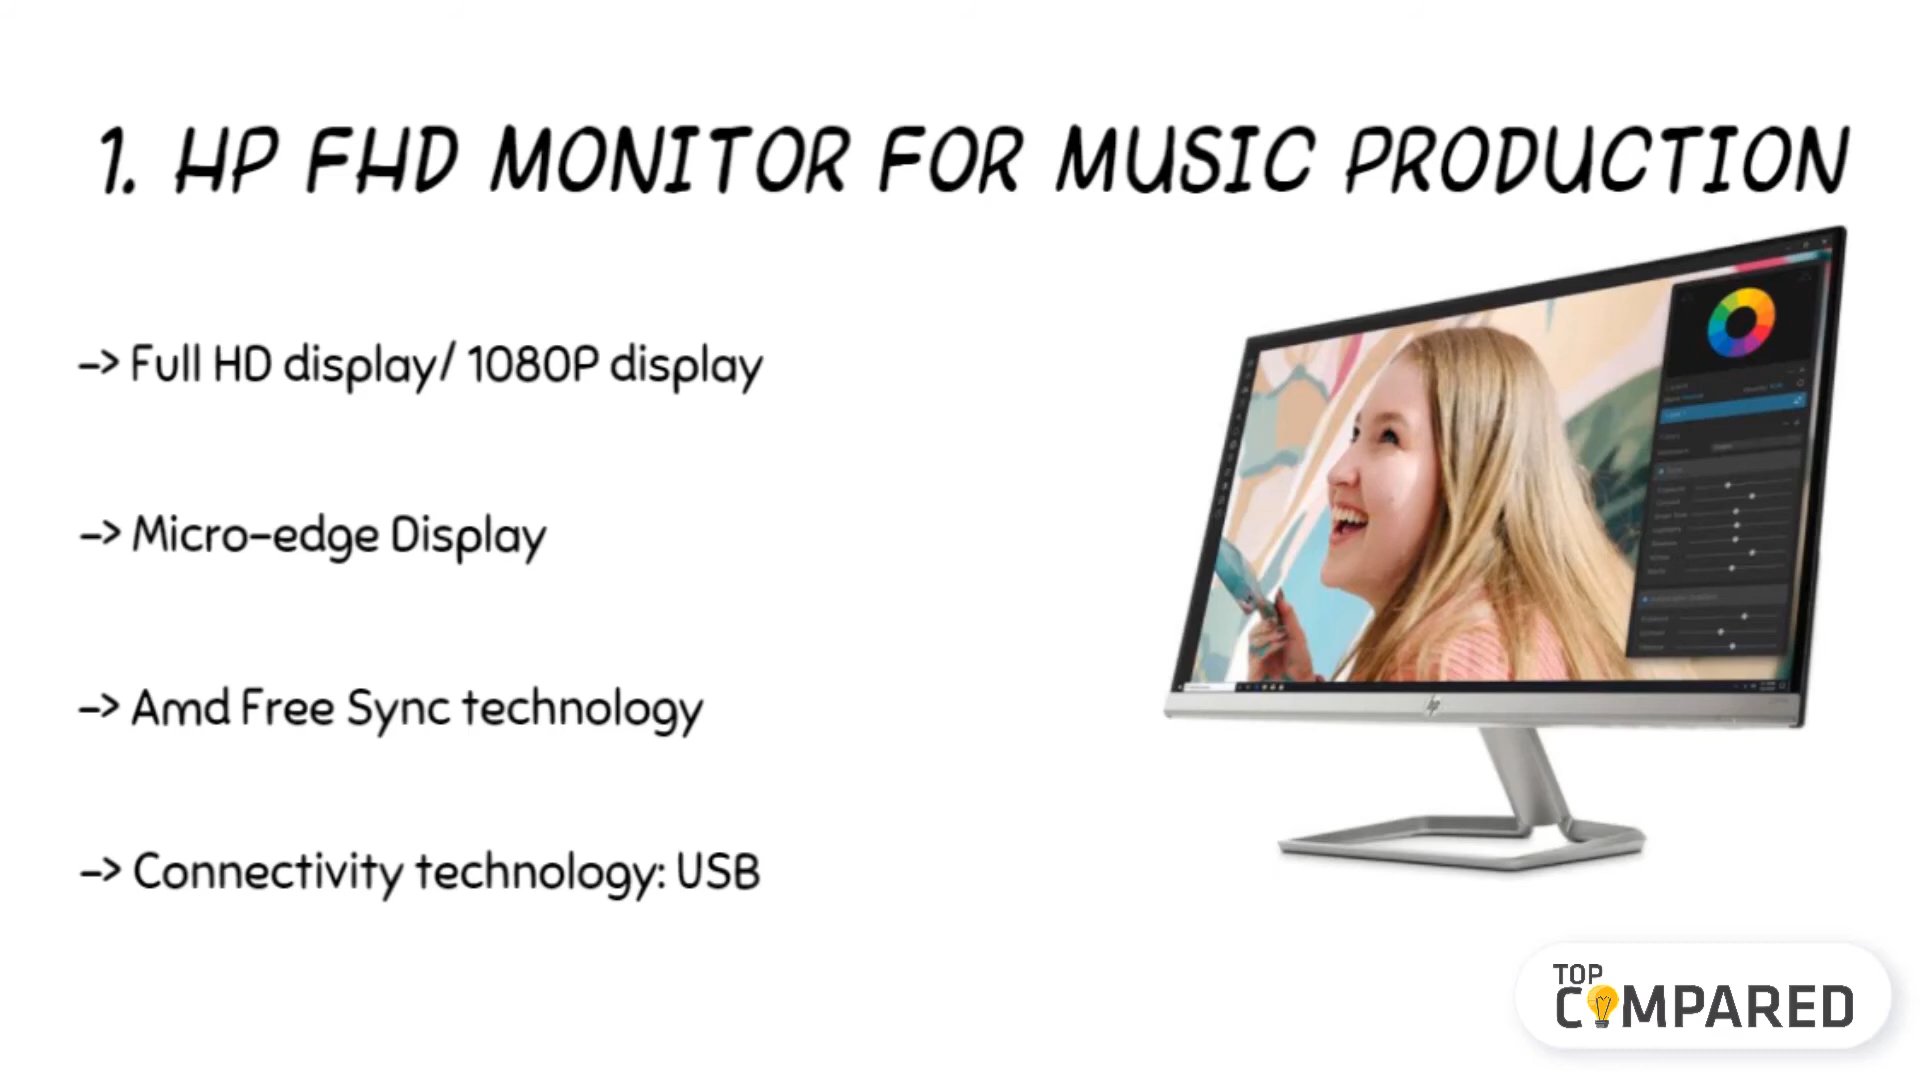 1. HP FHD MONITOR FOR MUSIC PRODUCTION
-> Full HD display/ 1080P display
-> Micro-edge Display
-> Amd Free Sync technology
-> Connectivity technology: USB
hp
TOP
COMPARED